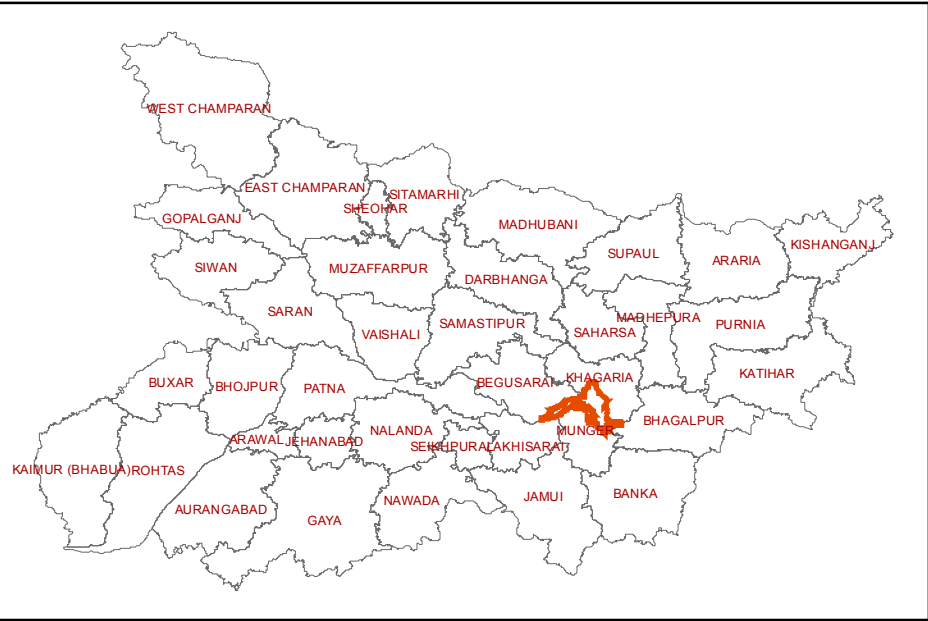 WEST CHAMPARAN
EAST CHAMPARAN
SITAMARHI
SHEOHAR
GOPALGANJ
MADHUBANI
KISHANGANJ
SUPAUL
ARARIA
SIWAN
MUZAFFARPUR
DARBHANGA
SARAN
MADHEPURA
SAMASTIPUR
PURNIA
VAISHALI
SAHARSA
KATIHAR
BUXAR
BHOJPUR
PATNA
BEGUSARAI
KHAGARIA
BHAGALPUR
NALANDA
MUNGER
ARAWAL
JEHANABAD
SEIKHPURA
LAKHISARAI
KAIMUR (BHABUA)
ROHTAS
JAMUI
BANKA
NAWADA
AURANGABAD
GAYA